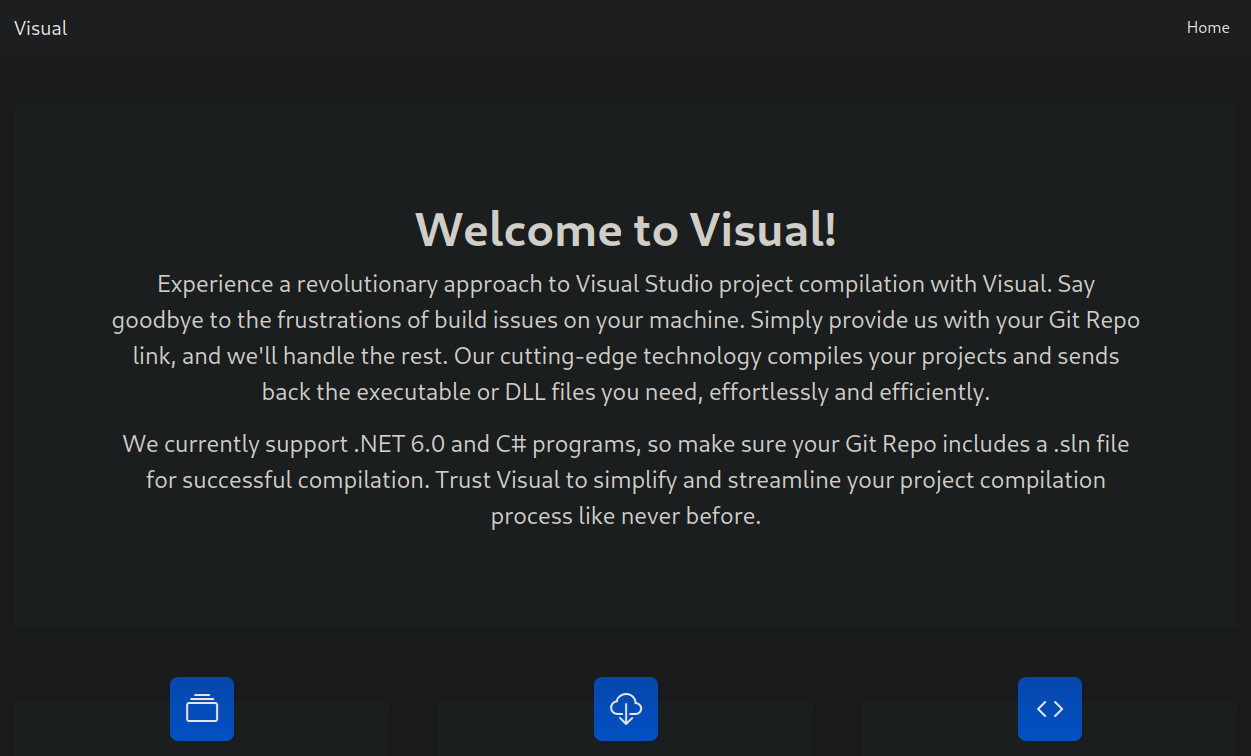 Visual
Home
Welcome to Visual!
Experience a revolutionary approach to Visual Studio project compilation with Visual. Say
goodbye to the frustrations of build issues on your machine. Simply provide us with your Git Repo
link, and we'll handle the rest. Our cutting-edge technology compiles your projects and sends
back the executable or DLL files you need, effortlessly and efficiently.
We currently support .NET 6.0 and C# programs, so make sure your Git Repo includes a .sln file
for successful compilation. Trust Visual to simplify and streamline your project compilation
process like never before.